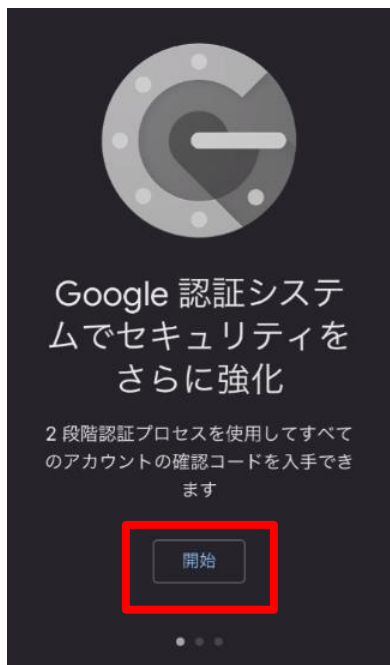 Google 認証システ
ムでセキュリティを
さらに強化
2 段階認証プロセスを使用してすべて
のアカウントの確認コードを入手でき
ます
開始